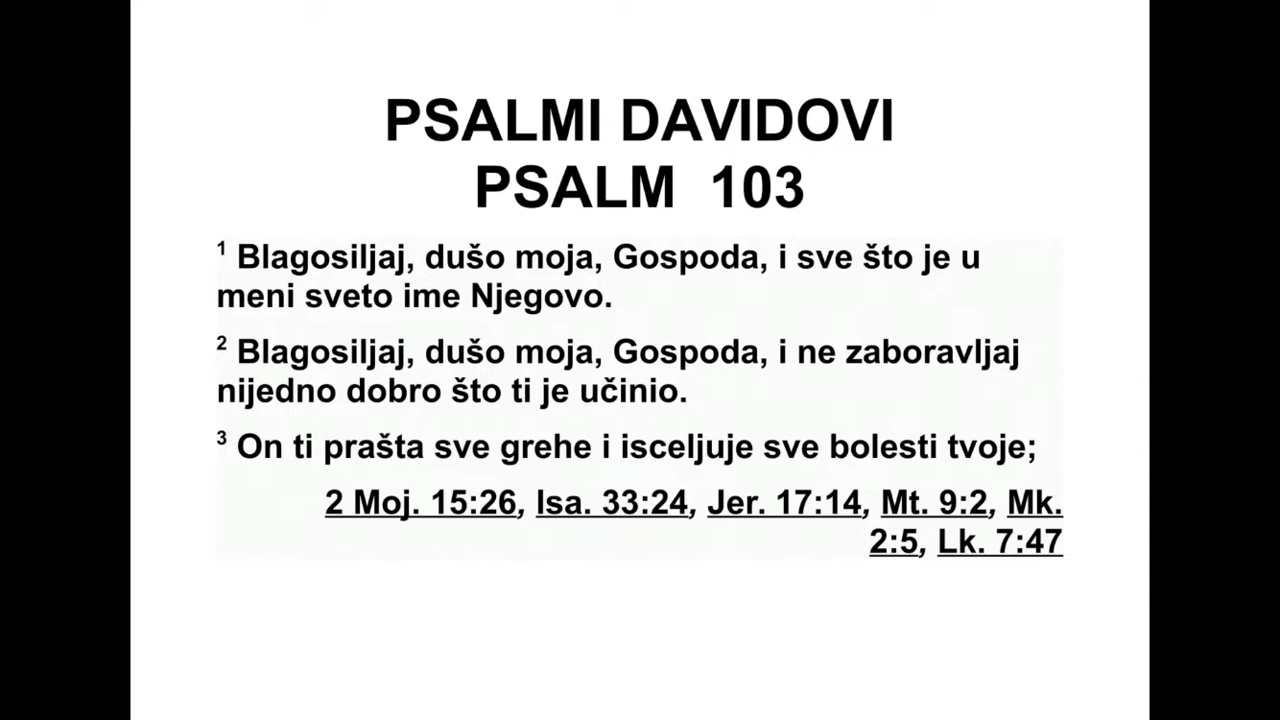 PSALMI DAVIDOVI
PSALM 103
1 Blagosiljaj, dušo moja, Gospoda, i sve što je u
meni sveto ime Njegovo.
2 Blagosiljaj, dušo moja, Gospoda, i ne zaboravljaj
nijedno dobro što ti je učinio.
3 On ti prašta sve grehe i isceljuje sve bolesti tvoje;
2 Moj. 15:26, Isa. 33:24, Jer. 17:14, Mt. 9:2, Mk.
2:5, Lk. 7:47